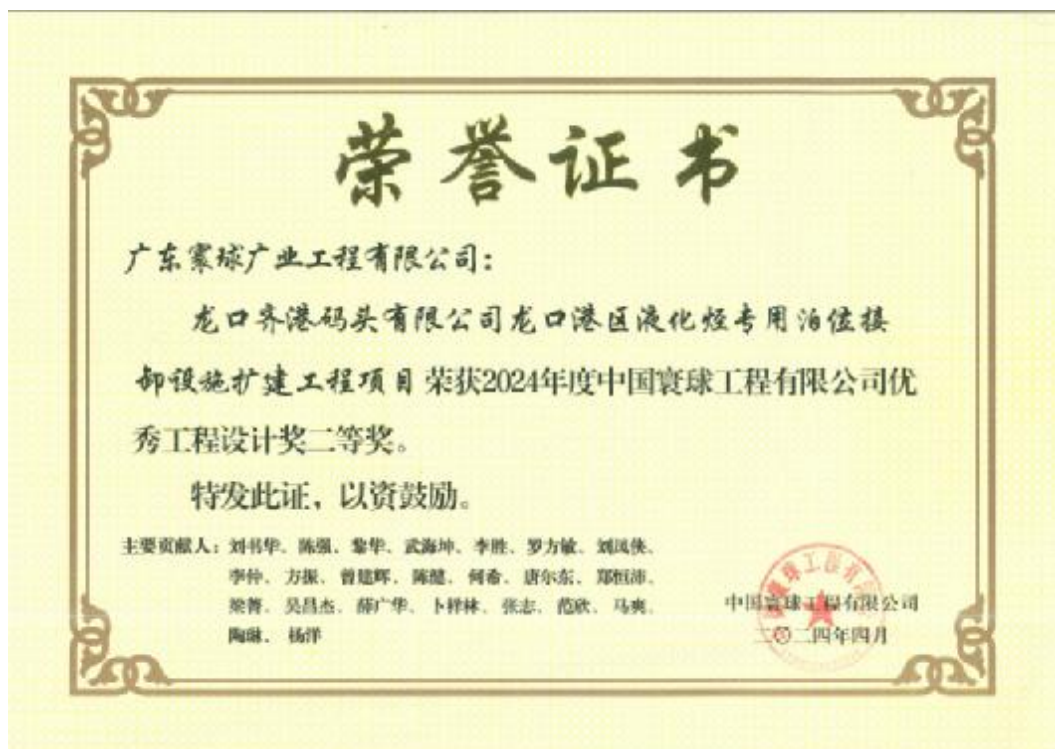 荣誉证书
广东寰球广业工程有限公司:
龙口齐港码头有限公司龙口港区液化烃专用泊位接
卸设施扩建工程项目荣获2024年度中国寰球工程有限公司优
秀工程设计奖二等奖。
特发此证，以资鼓励。
主要贡献人：刘书华、陈强、黎华、武海坤、李胜、罗方敏、刘凤侠、
李仲、方振、曾建辉、陈健、何希、唐尔东、郑恒沛、
梁箐、吴昌杰、薛广华、卜祥林、张志、范欣、马爽、
陶琳、杨洋
中国寰球工程有限公司
二〇二四年四月